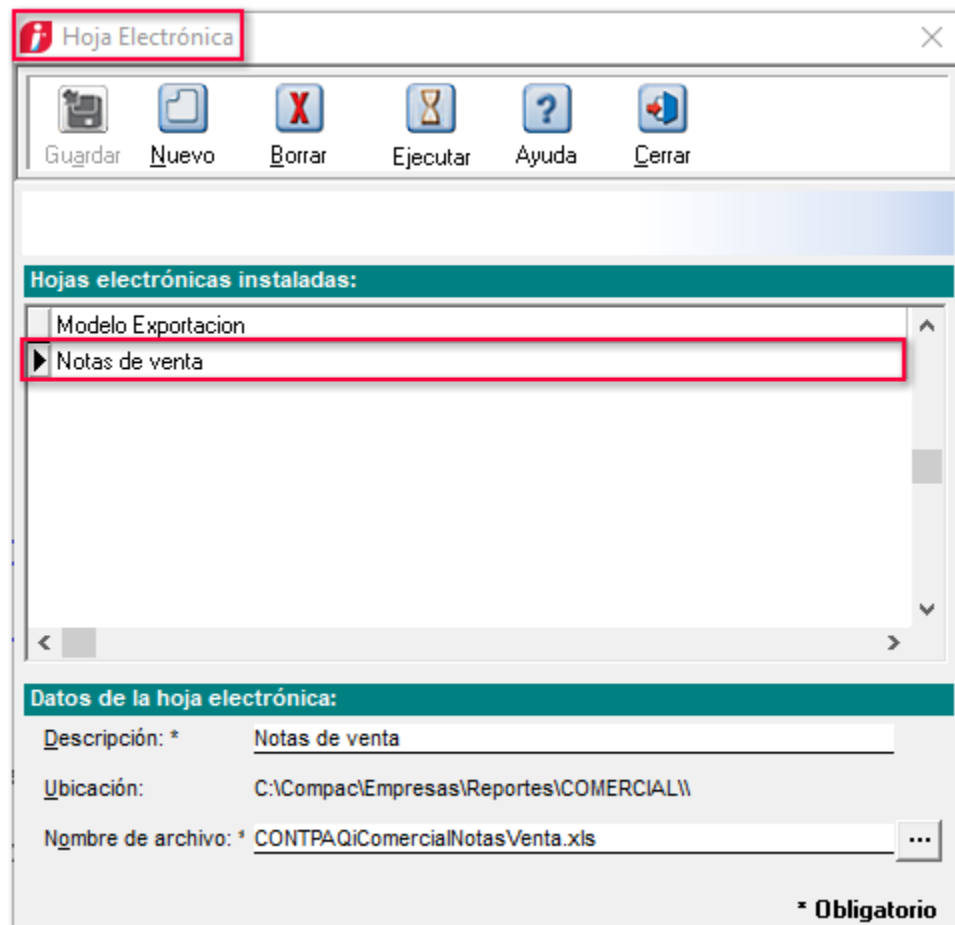 Hoja Electrónica
Guardar Nuevo Borrar Ejecutar Ayuda Cerrar
Hojas electrónicas instaladas:
Modelo Exportacion
Notas de venta
Datos de la hoja electrónica:
Descripción: * Notas de venta
Ubicación: C:\Compac\Empresas\Reportes\COMERCIAL\\
Nombre de archivo: * CONTPAQiComercialNotasVenta.xls ...
* Obligatorio